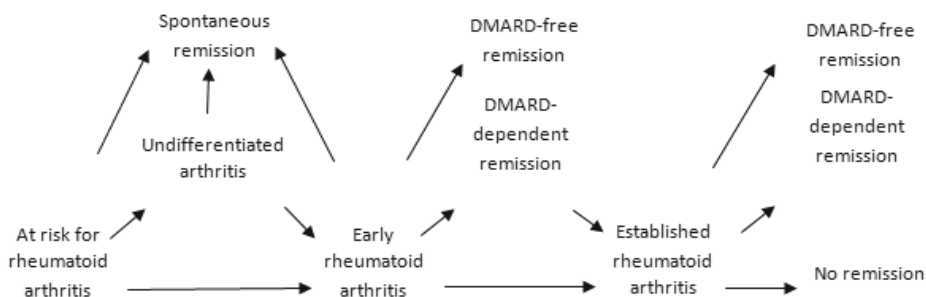 Spontaneous
remission
DMARD-free
remission
DMARD-free
remission
DMARD-
dependent
remission
DMARD-
dependent
remission
Undifferentiated
arthritis
At risk for
rheumatoid
arthritis
Early
rheumatoid
arthritis
Established
rheumatoid
arthritis
No remission